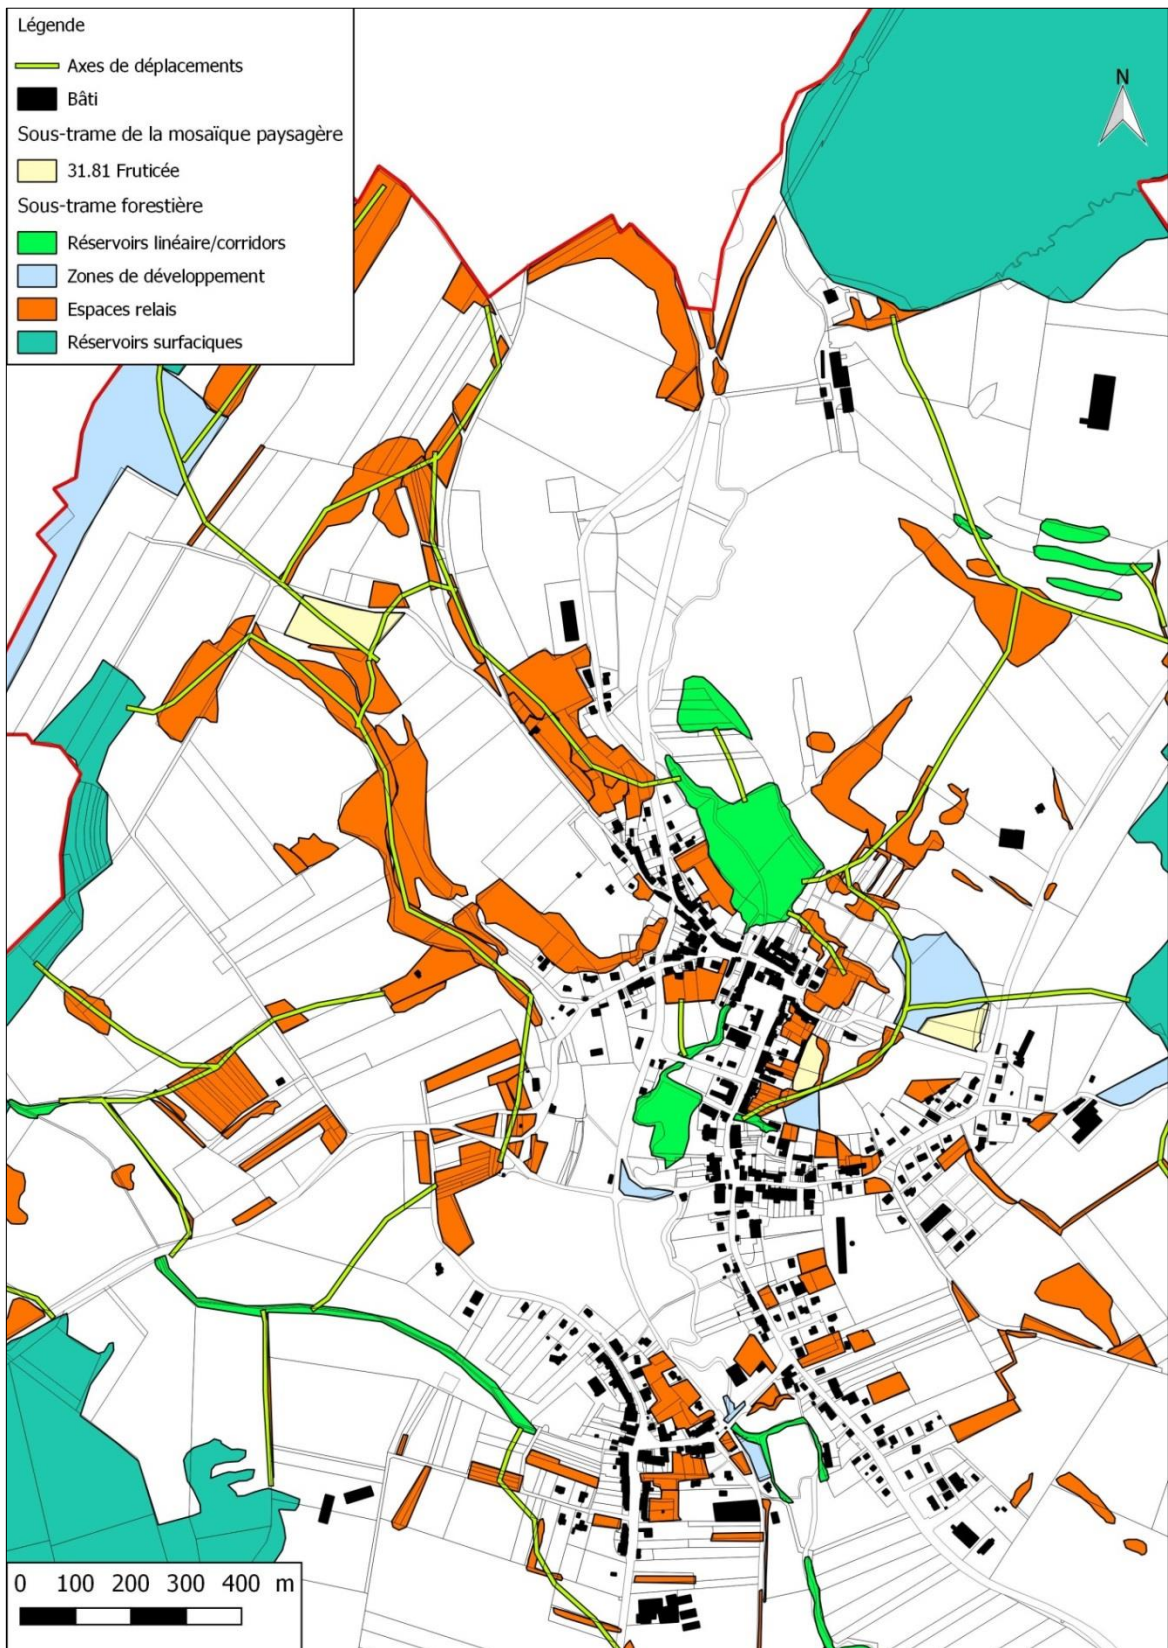 Légende
Axes de déplacements
Bâti
Sous-trame de la mosaïque paysagère
31.81 Fruticée
Sous-trame forestière
Réservoirs linéaire/corridors
Zones de développement
Espaces relais
Réservoirs surfaciques
N
0 100 200 300 400 m